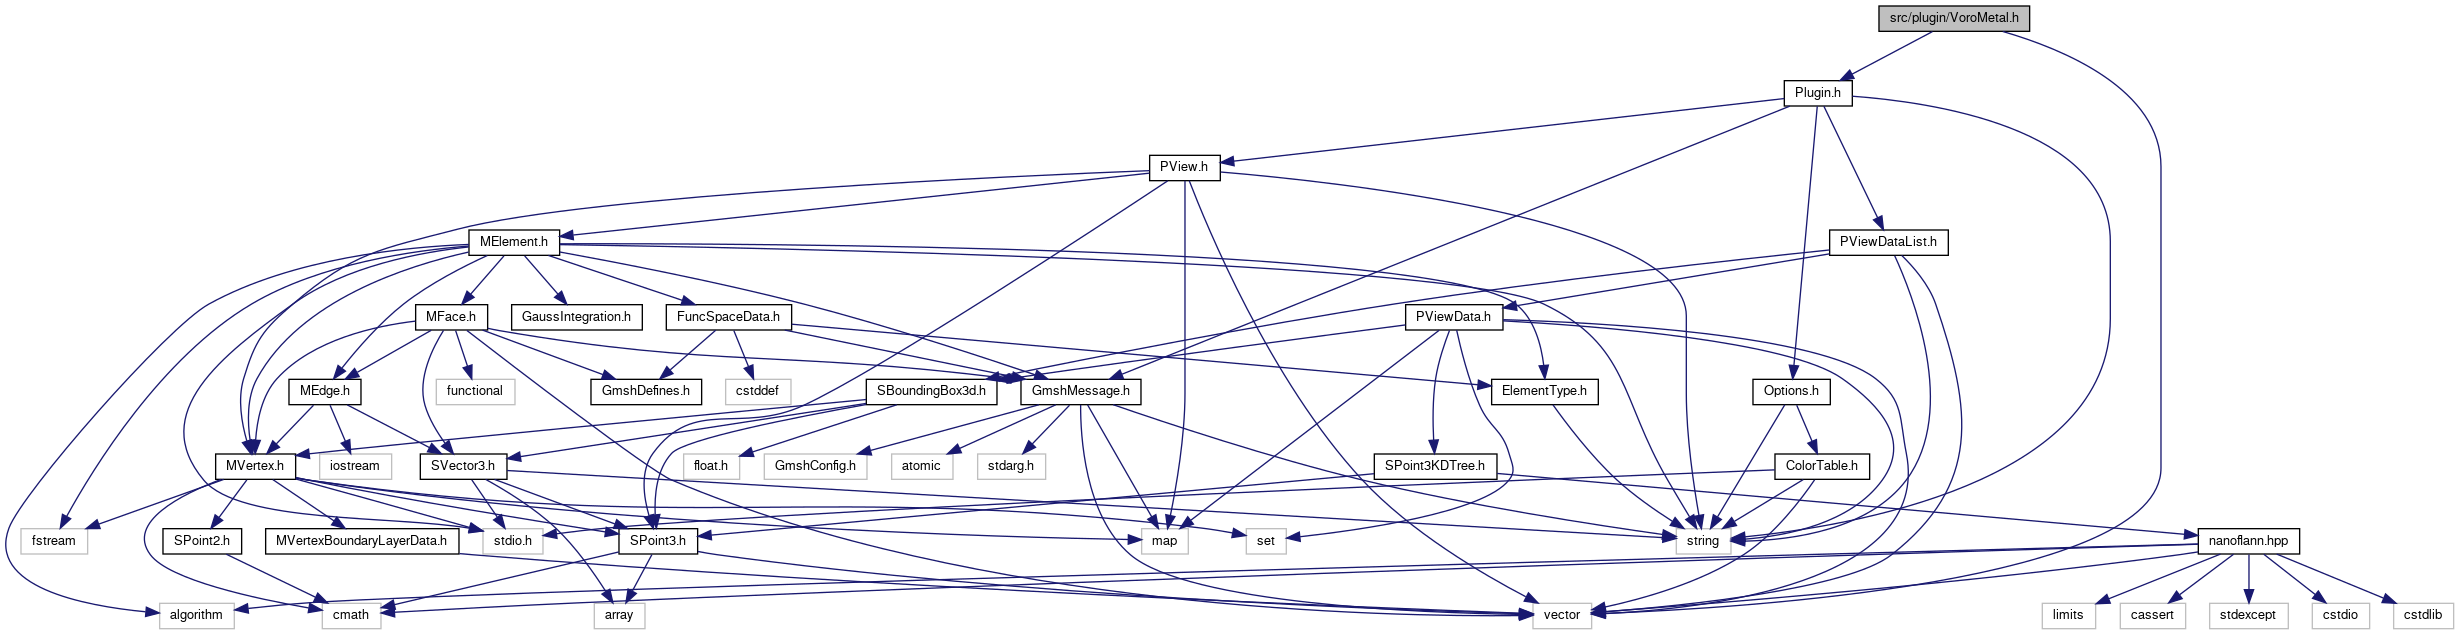 src/plugin/VoroMetal.h
Plugin.h
PView.h
MElement.h
PViewDataList.h
MFace.h
GaussIntegration.h
FuncSpaceData.h
PViewData.h
MEdge.h
functional
GmshDefines.h
cstddef
SBoundingBox3d.h
GmshMessage.h
ElementType.h
Options.h
MVertex.h
iostream
SVector3.h
float.h
GmshConfig.h
atomic
stdarg.h
SPoint3KDTree.h
ColorTable.h
fstream
SPoint2.h
MVertexBoundaryLayerData.h
stdio.h
SPoint3.h
map
set
string
nanoflann.hpp
algorithm
cmath
array
vector
limits
cassert
stdexcept
cstdio
cstdlib